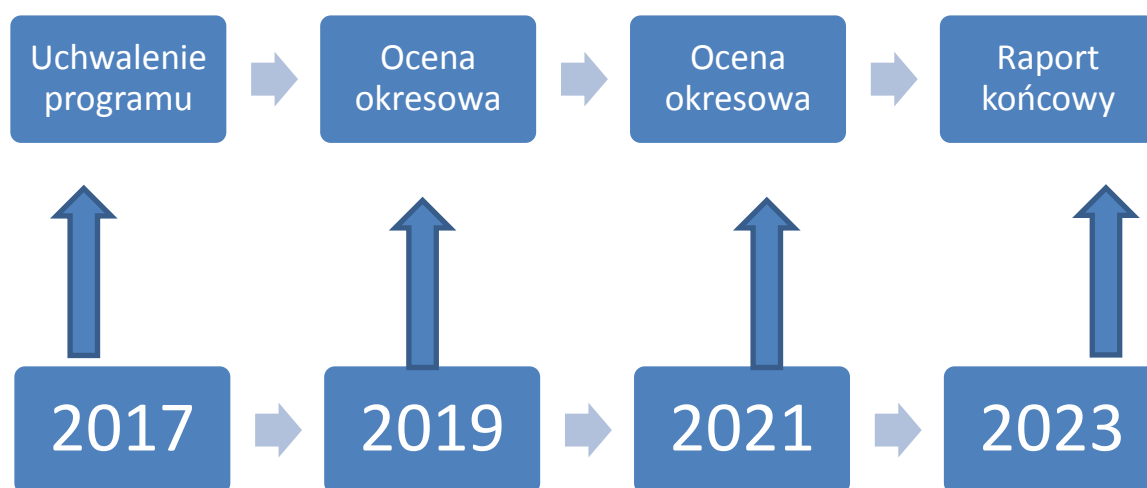 Uchwalenie
programu
Ocena
okresowa
Ocena
okresowa
Raport
końcowy
2017
2019
2021
2023